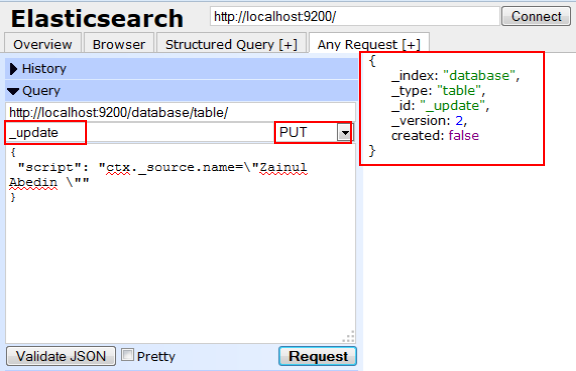 Elasticsearch
http://localhost:9200/ Connect
Overview Browser Structured Query [+] Any Request [+]
History
Query
http://localhost:9200/database/table/
_update PUT
{
"script": "ctx._source.name=\"Zainul
Abedin \""
}
Validate JSON Pretty Request
{
_index: "database",
_type: "table",
_id: "_update",
_version: 2,
created: false
}